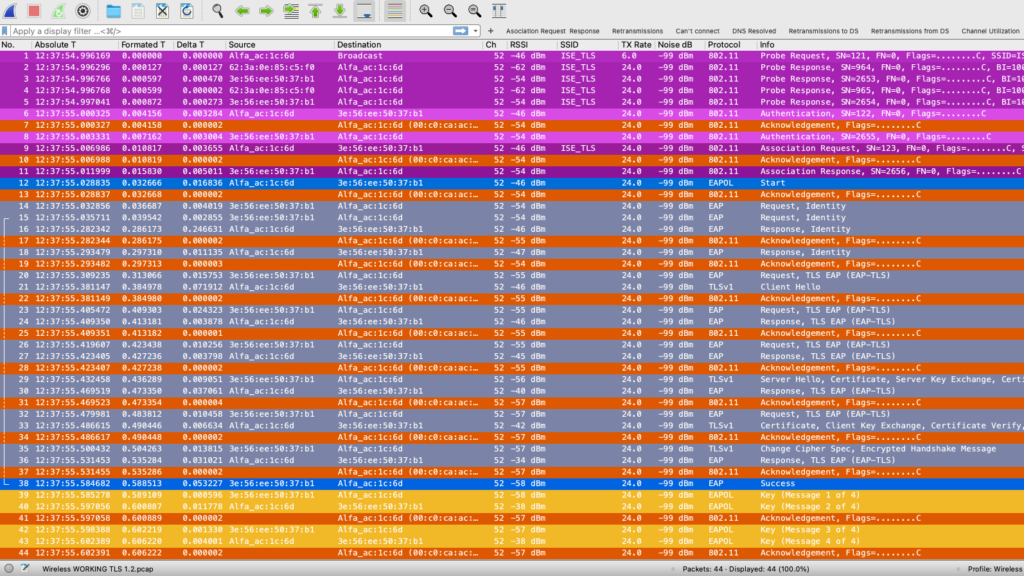 Apply a display filter ... <⌘/>
+ Asociation Request Response Retransmissions Can't connect DNS Resolved Retransmissions to DS Retransmissions from DS Channel Utilization
No. Absolute T Formatted T Delta T Source Destination Ch RSSI SSID TX Rate Noise dB Protocol Info
1 12:37:54.996169 0.000000 0.000000 Alfa_ac:1c:6d Broadcast 52 -46 dBm ISE_TLS 6.0 -99 dBm 802.11 Probe Request, SN=121, FN=0, Flags=........C, SSID=IS
2 12:37:54.996296 0.000127 0.000127 62:3a:0e:85:c5:f0 Alfa_ac:1c:6d 52 -62 dBm ISE_TLS 24.0 -99 dBm 802.11 Probe Response, SN=964, FN=0, Flags=........C, BI=100
3 12:37:54.996766 0.000597 0.000470 3e:56:ee:50:37:b1 Alfa_ac:1c:6d 52 -54 dBm ISE_TLS 24.0 -99 dBm 802.11 Probe Response, SN=2653, FN=0, Flags=........C, BI=10
4 12:37:54.996768 0.000599 0.000002 62:3a:0e:85:c5:f0 Alfa_ac:1c:6d 52 -62 dBm ISE_TLS 24.0 -99 dBm 802.11 Probe Response, SN=965, FN=0, Flags=........C, BI=100
5 12:37:54.997041 0.000872 0.000273 3e:56:ee:50:37:b1 Alfa_ac:1c:6d 52 -54 dBm ISE_TLS 24.0 -99 dBm 802.11 Probe Response, SN=2654, FN=0, Flags=........C, BI=10
6 12:37:55.000325 0.004156 0.003284 Alfa_ac:1c:6d 3e:56:ee:50:37:b1 52 -46 dBm 24.0 -99 dBm 802.11 Authentication, SN=122, FN=0, Flags=........C
7 12:37:55.000327 0.004158 0.000002 Alfa_ac:1c:6d (00:c0:ca:ac:… 52 -54 dBm 24.0 -99 dBm 802.11 Acknowledgement, Flags=........C
8 12:37:55.003331 0.007162 0.003004 3e:56:ee:50:37:b1 Alfa_ac:1c:6d 52 -54 dBm 24.0 -99 dBm 802.11 Authentication, SN=2655, FN=0, Flags=........C
9 12:37:55.006986 0.010817 0.003655 Alfa_ac:1c:6d 3e:56:ee:50:37:b1 52 -46 dBm ISE_TLS 24.0 -99 dBm 802.11 Association Request, SN=123, FN=0, Flags=........C, S
10 12:37:55.006988 0.010819 0.000002 Alfa_ac:1c:6d (00:c0:ca:ac:… 52 -54 dBm 24.0 -99 dBm 802.11 Acknowledgement, Flags=........C
11 12:37:55.011999 0.015830 0.005011 3e:56:ee:50:37:b1 Alfa_ac:1c:6d 52 -54 dBm 24.0 -99 dBm 802.11 Association Response, SN=2656, FN=0, Flags=........C
12 12:37:55.028835 0.032666 0.016836 Alfa_ac:1c:6d 3e:56:ee:50:37:b1 52 -46 dBm 24.0 -99 dBm EAPOL Start
13 12:37:55.028837 0.032668 0.000002 Alfa_ac:1c:6d (00:c0:ca:ac:… 52 -54 dBm 24.0 -99 dBm 802.11 Acknowledgement, Flags=........C
14 12:37:55.032856 0.036687 0.004019 3e:56:ee:50:37:b1 Alfa_ac:1c:6d 52 -54 dBm 24.0 -99 dBm EAP Request, Identity
15 12:37:55.035711 0.039542 0.002855 3e:56:ee:50:37:b1 Alfa_ac:1c:6d 52 -54 dBm 24.0 -99 dBm EAP Request, Identity
16 12:37:55.282342 0.286173 0.246631 Alfa_ac:1c:6d 3e:56:ee:50:37:b1 52 -46 dBm 24.0 -99 dBm EAP Response, Identity
17 12:37:55.282344 0.286175 0.000002 Alfa_ac:1c:6d (00:c0:ca:ac:… 52 -55 dBm 24.0 -99 dBm 802.11 Acknowledgement, Flags=........C
18 12:37:55.293479 0.297310 0.011135 Alfa_ac:1c:6d 3e:56:ee:50:37:b1 52 -47 dBm 24.0 -99 dBm EAP Response, Identity
19 12:37:55.293482 0.297313 0.000003 Alfa_ac:1c:6d (00:c0:ca:ac:… 52 -54 dBm 24.0 -99 dBm 802.11 Acknowledgement, Flags=........C
20 12:37:55.309235 0.313066 0.015753 3e:56:ee:50:37:b1 Alfa_ac:1c:6d 52 -55 dBm 24.0 -99 dBm EAP Request, TLS EAP (EAP-TLS)
21 12:37:55.381147 0.384978 0.071912 Alfa_ac:1c:6d 3e:56:ee:50:37:b1 52 -46 dBm 24.0 -99 dBm TLSv1 Client Hello
22 12:37:55.381149 0.384980 0.000002 Alfa_ac:1c:6d (00:c0:ca:ac:… 52 -55 dBm 24.0 -99 dBm 802.11 Acknowledgement, Flags=........C
23 12:37:55.405472 0.409303 0.024323 3e:56:ee:50:37:b1 Alfa_ac:1c:6d 52 -55 dBm 24.0 -99 dBm EAP Request, TLS EAP (EAP-TLS)
24 12:37:55.409350 0.413181 0.003878 Alfa_ac:1c:6d 3e:56:ee:50:37:b1 52 -46 dBm 24.0 -99 dBm EAP Response, TLS EAP (EAP-TLS)
25 12:37:55.409351 0.413182 0.000001 Alfa_ac:1c:6d (00:c0:ca:ac:… 52 -55 dBm 24.0 -99 dBm 802.11 Acknowledgement, Flags=........C
26 12:37:55.419607 0.423438 0.010256 3e:56:ee:50:37:b1 Alfa_ac:1c:6d 52 -55 dBm 24.0 -99 dBm EAP Request, TLS EAP (EAP-TLS)
27 12:37:55.423405 0.427236 0.003798 Alfa_ac:1c:6d 3e:56:ee:50:37:b1 52 -45 dBm 24.0 -99 dBm EAP Response, TLS EAP (EAP-TLS)
28 12:37:55.423407 0.427238 0.000002 Alfa_ac:1c:6d (00:c0:ca:ac:… 52 -55 dBm 24.0 -99 dBm 802.11 Acknowledgement, Flags=........C
29 12:37:55.432458 0.436289 0.009051 3e:56:ee:50:37:b1 Alfa_ac:1c:6d 52 -56 dBm 24.0 -99 dBm TLSv1 Server Hello, Certificate, Server Key Exchange, Certi
30 12:37:55.469519 0.473350 0.037061 Alfa_ac:1c:6d 3e:56:ee:50:37:b1 52 -40 dBm 24.0 -99 dBm EAP Response, TLS EAP (EAP-TLS)
31 12:37:55.469523 0.473354 0.000004 Alfa_ac:1c:6d (00:c0:ca:ac:… 52 -56 dBm 24.0 -99 dBm 802.11 Acknowledgement, Flags=........C
32 12:37:55.479981 0.483812 0.010458 3e:56:ee:50:37:b1 Alfa_ac:1c:6d 52 -56 dBm 24.0 -99 dBm EAP Request, TLS EAP (EAP-TLS)
33 12:37:55.486615 0.490446 0.006634 Alfa_ac:1c:6d 3e:56:ee:50:37:b1 52 -42 dBm 24.0 -99 dBm TLSv1 Certificate, Client Key Exchange, Certificate Verify,
34 12:37:55.486617 0.490448 0.000002 Alfa_ac:1c:6d (00:c0:ca:ac:… 52 -57 dBm 24.0 -99 dBm 802.11 Acknowledgement, Flags=........C
35 12:37:55.500432 0.504263 0.013815 3e:56:ee:50:37:b1 Alfa_ac:1c:6d 52 -57 dBm 24.0 -99 dBm TLSv1 Change Cipher Spec, Encrypted Handshake Message
36 12:37:55.531453 0.535284 0.031021 Alfa_ac:1c:6d 3e:56:ee:50:37:b1 52 -34 dBm 24.0 -99 dBm EAP Response, TLS EAP (EAP-TLS)
37 12:37:55.531455 0.535286 0.000002 Alfa_ac:1c:6d (00:c0:ca:ac:… 52 -57 dBm 24.0 -99 dBm 802.11 Acknowledgement, Flags=........C
38 12:37:55.584682 0.588513 0.053227 3e:56:ee:50:37:b1 Alfa_ac:1c:6d 52 -58 dBm 24.0 -99 dBm EAP Success
39 12:37:55.585278 0.589109 0.000596 3e:56:ee:50:37:b1 Alfa_ac:1c:6d 52 -58 dBm 24.0 -99 dBm EAPOL Key (Message 1 of 4)
40 12:37:55.597056 0.600887 0.011778 Alfa_ac:1c:6d 3e:56:ee:50:37:b1 52 -38 dBm 24.0 -99 dBm EAPOL Key (Message 2 of 4)
41 12:37:55.597058 0.600889 0.000002 Alfa_ac:1c:6d (00:c0:ca:ac:… 52 -57 dBm 24.0 -99 dBm 802.11 Acknowledgement, Flags=........C
42 12:37:55.598388 0.602219 0.001330 3e:56:ee:50:37:b1 Alfa_ac:1c:6d 52 -57 dBm 24.0 -99 dBm EAPOL Key (Message 3 of 4)
43 12:37:55.602389 0.606220 0.004001 Alfa_ac:1c:6d 3e:56:ee:50:37:b1 52 -38 dBm 24.0 -99 dBm EAPOL Key (Message 4 of 4)
44 12:37:55.602391 0.606222 0.000002 Alfa_ac:1c:6d (00:c0:ca:ac:… 52 -57 dBm 24.0 -99 dBm 802.11 Acknowledgement, Flags=........C
Wireless WORKING TLS 1.2.pcap Packets: 44 · Displayed: 44 (100.0%) Profile: Wireless